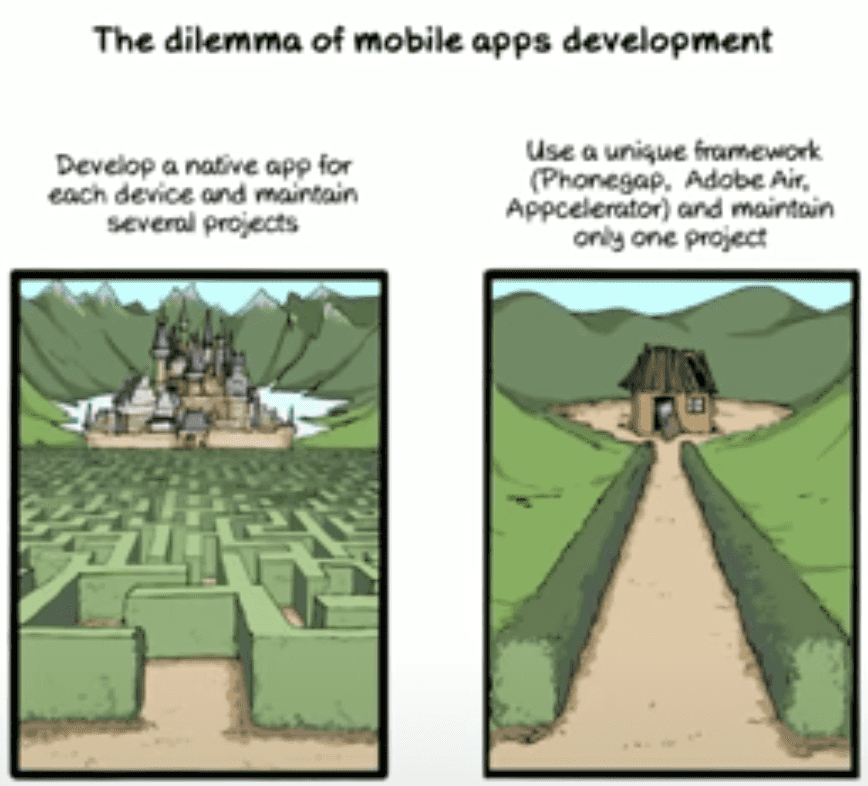 The dilemma of mobile apps development
Develop a native app for
each device and maintain
several projects
Use a unique framework
(Phonegap, Adobe Air,
Appcelerator) and maintain
only one project